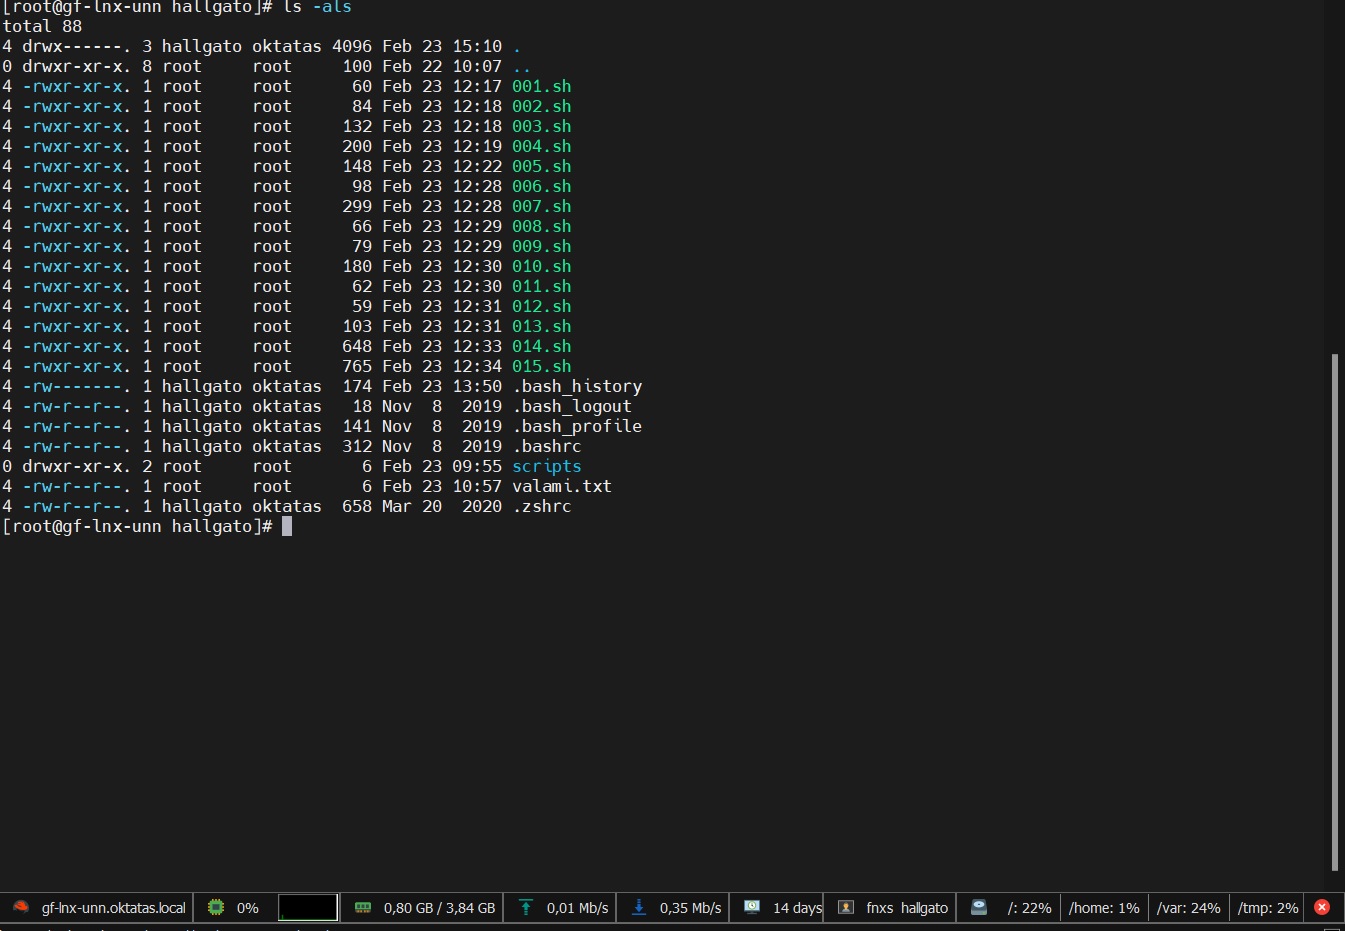 [root@gf-lnx-unn hallgato]# ls -als
total 88
4 drwx------. 3 hallgato oktatas 4096 Feb 23 15:10 .
0 drwxr-xr-x. 8 root     root     100 Feb 22 10:07 ..
4 -rwxr-xr-x. 1 root     root      60 Feb 23 12:17 001.sh
4 -rwxr-xr-x. 1 root     root      84 Feb 23 12:18 002.sh
4 -rwxr-xr-x. 1 root     root     132 Feb 23 12:18 003.sh
4 -rwxr-xr-x. 1 root     root     200 Feb 23 12:19 004.sh
4 -rwxr-xr-x. 1 root     root     148 Feb 23 12:22 005.sh
4 -rwxr-xr-x. 1 root     root      98 Feb 23 12:28 006.sh
4 -rwxr-xr-x. 1 root     root     299 Feb 23 12:28 007.sh
4 -rwxr-xr-x. 1 root     root      66 Feb 23 12:29 008.sh
4 -rwxr-xr-x. 1 root     root      79 Feb 23 12:29 009.sh
4 -rwxr-xr-x. 1 root     root     180 Feb 23 12:30 010.sh
4 -rwxr-xr-x. 1 root     root      62 Feb 23 12:30 011.sh
4 -rwxr-xr-x. 1 root     root      59 Feb 23 12:31 012.sh
4 -rwxr-xr-x. 1 root     root     103 Feb 23 12:31 013.sh
4 -rwxr-xr-x. 1 root     root     648 Feb 23 12:33 014.sh
4 -rwxr-xr-x. 1 root     root     765 Feb 23 12:34 015.sh
4 -rw-------. 1 hallgato oktatas  174 Feb 23 13:50 .bash_history
4 -rw-r--r--. 1 hallgato oktatas   18 Nov  8  2019 .bash_logout
4 -rw-r--r--. 1 hallgato oktatas  141 Nov  8  2019 .bash_profile
4 -rw-r--r--. 1 hallgato oktatas  312 Nov  8  2019 .bashrc
0 drwxr-xr-x. 2 root     root       6 Feb 23 09:55 scripts
4 -rw-r--r--. 1 root     root       6 Feb 23 10:57 valami.txt
4 -rw-r--r--. 1 hallgato oktatas  658 Mar 20  2020 .zshrc
[root@gf-lnx-unn hallgato]#
gf-lnx-unn.oktatas.local 0% 0,80 GB / 3,84 GB 0,01 Mb/s 0,35 Mb/s 14 days fnxs hallgato /: 22% /home: 1% /var: 24% /tmp: 2%